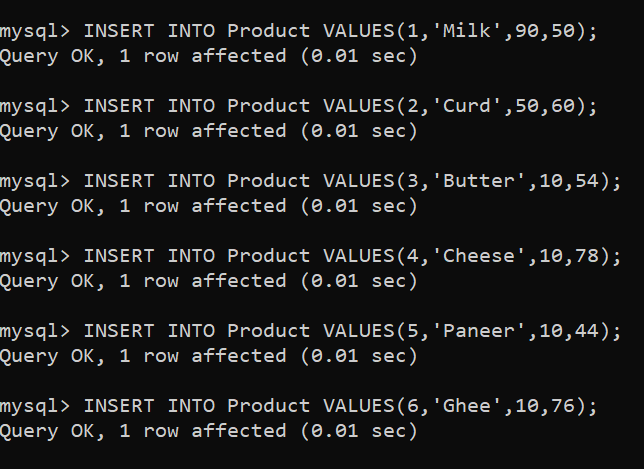 mysql> INSERT INTO Product VALUES(1,'Milk',90,50);
Query OK, 1 row affected (0.01 sec)
mysql> INSERT INTO Product VALUES(2,'Curd',50,60);
Query OK, 1 row affected (0.01 sec)
mysql> INSERT INTO Product VALUES(3,'Butter',10,54);
Query OK, 1 row affected (0.01 sec)
mysql> INSERT INTO Product VALUES(4,'Cheese',10,78);
Query OK, 1 row affected (0.01 sec)
mysql> INSERT INTO Product VALUES(5,'Paneer',10,44);
Query OK, 1 row affected (0.01 sec)
mysql> INSERT INTO Product VALUES(6,'Ghee',10,76);
Query OK, 1 row affected (0.01 sec)